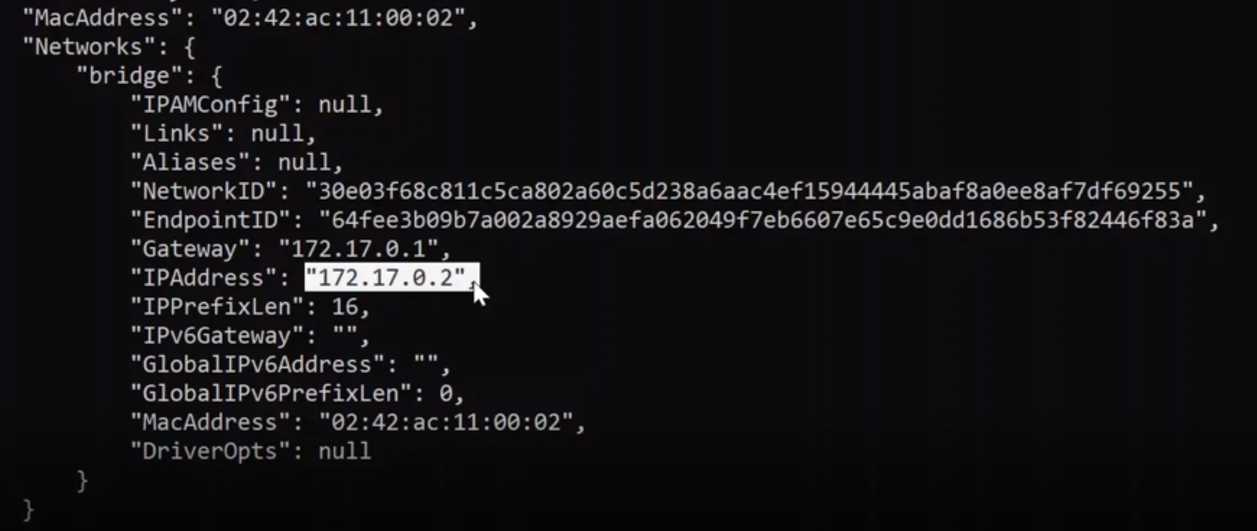 "MacAddress": "02:42:ac:11:00:02",
"Networks": {
"bridge": {
"IPAMConfig": null,
"Links": null,
"Aliases": null,
"NetworkID": "30e03f68c811c5ca802a60c5d238a6aac4ef15944445abaf8a0ee8af7df69255",
"EndpointID": "64fee3b09b7a002a8929aefa062049f7eb6607e65c9e0dd1686b53f82446f83a",
"Gateway": "172.17.0.1",
"IPAddress": "172.17.0.2",
"IPPrefixLen": 16,
"IPv6Gateway": "",
"GlobalIPv6Address": "",
"GlobalIPv6PrefixLen": 0,
"MacAddress": "02:42:ac:11:00:02",
"DriverOpts": null
}
}